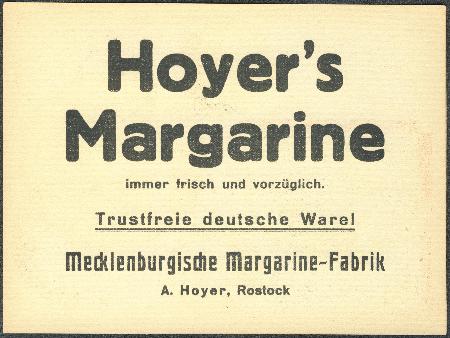 Hoyer's
Margarine
immer frisch und vorzüglich.
Trustfreie deutsche Ware!
Mecklenburgische Margarine-Fabrik
A. Hoyer, Rostock